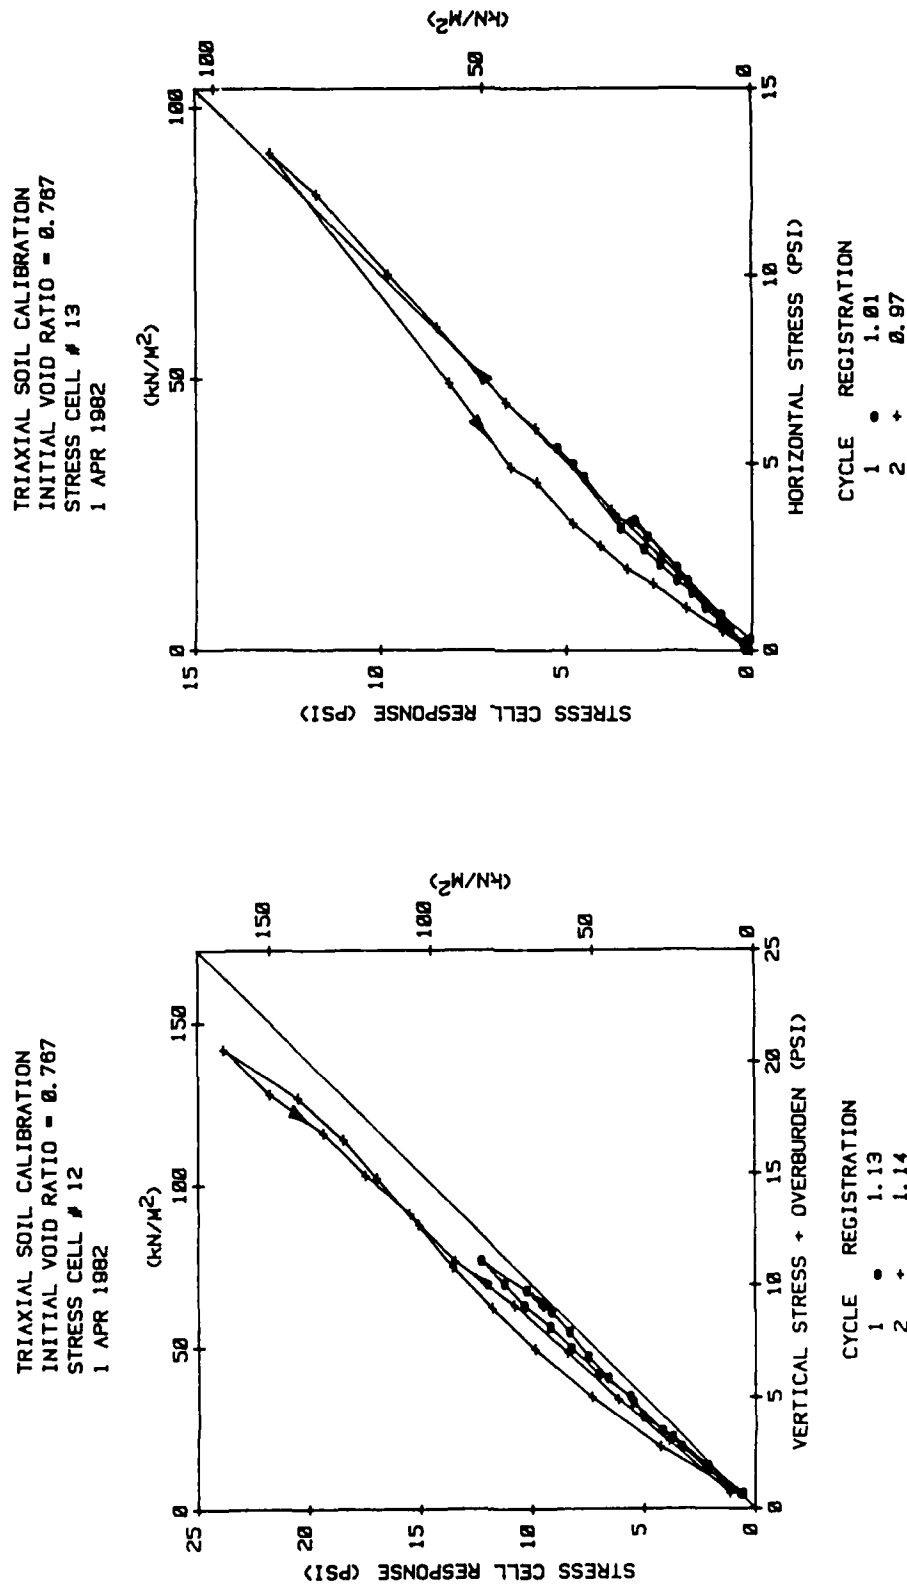 TRIAXIAL SOIL CALIBRATION
INITIAL VOID RATIO = 0.767
STRESS CELL # 12
1 APR 1982
(kN/M²)
0 50 100 150
25
20
15
10
5
0
STRESS CELL RESPONSE (PSI)
150
100
50
0
(kN/M²)
0 5 10 15 20 25
VERTICAL STRESS + OVERBURDEN (PSI)
CYCLE REGISTRATION
1 • 1.13
2 + 1.14
TRIAXIAL SOIL CALIBRATION
INITIAL VOID RATIO = 0.767
STRESS CELL # 13
1 APR 1982
(kN/M²)
0 50 100
15
10
5
0
STRESS CELL RESPONSE (PSI)
100
50
0
(kN/M²)
0 5 10 15
HORIZONTAL STRESS (PSI)
CYCLE REGISTRATION
1 • 1.01
2 + 0.97